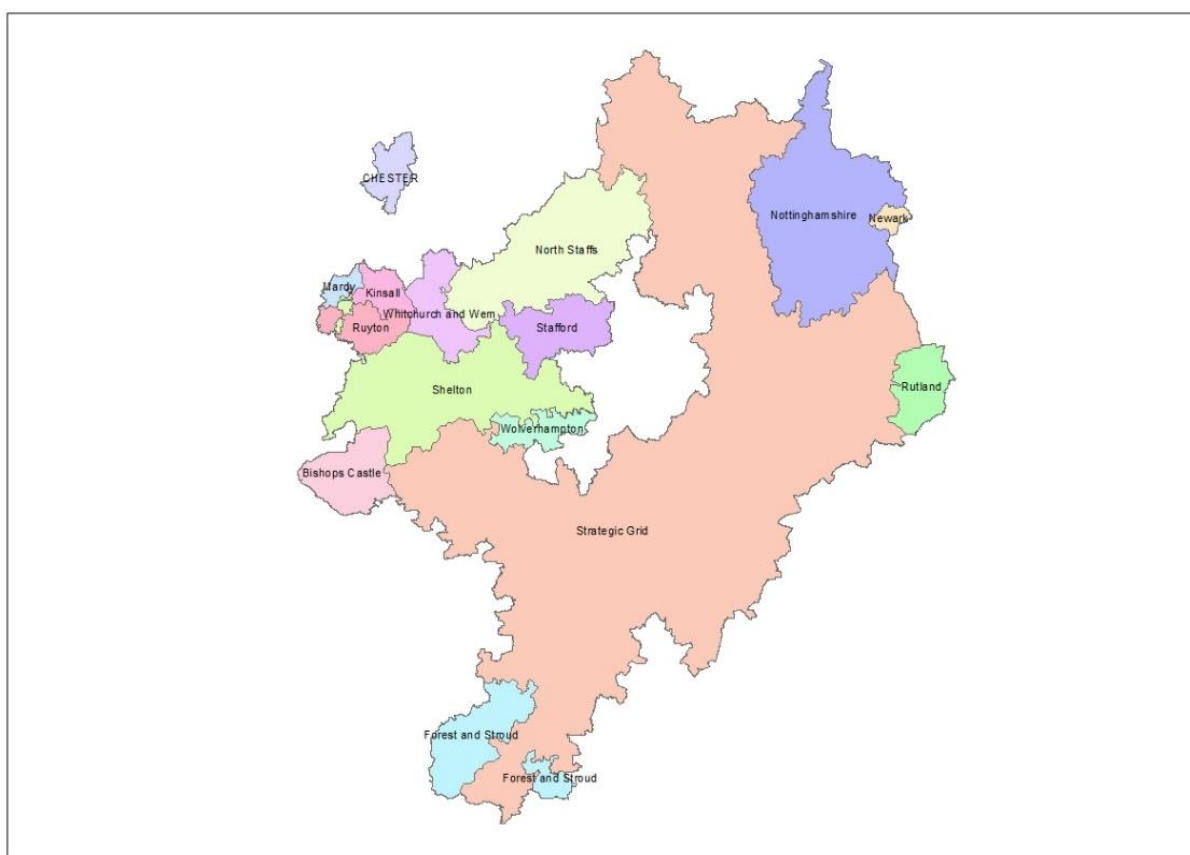 CHESTER
Nottinghamshire
Newark
North Staffs
Mardy
Kinsall
Whitchurch and Wem
Ruyton
Stafford
Shelton
Rutland
Wolverhampton
Bishops Castle
Strategic Grid
Forest and Stroud
Forest and Stroud